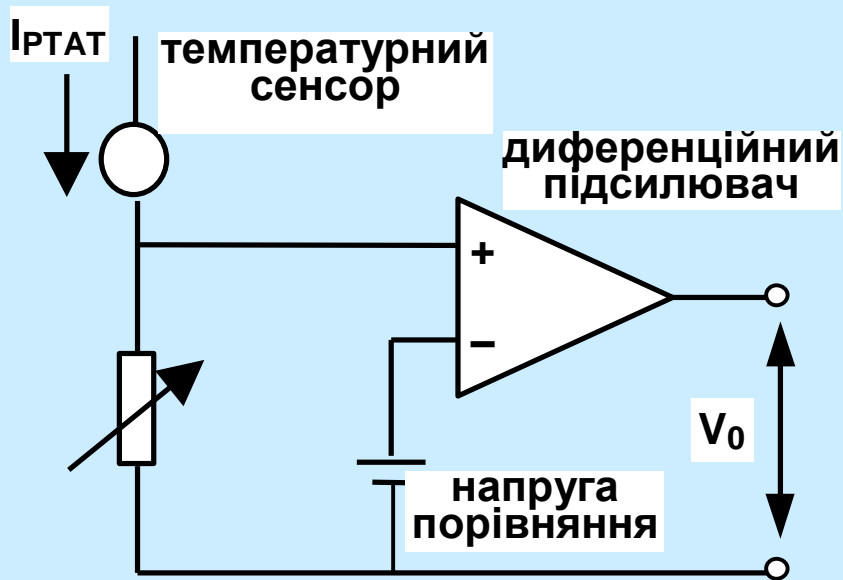 IPTAT
температурний
сенсор
диференційний
підсилювач
+
−
V0
напруга
порівняння